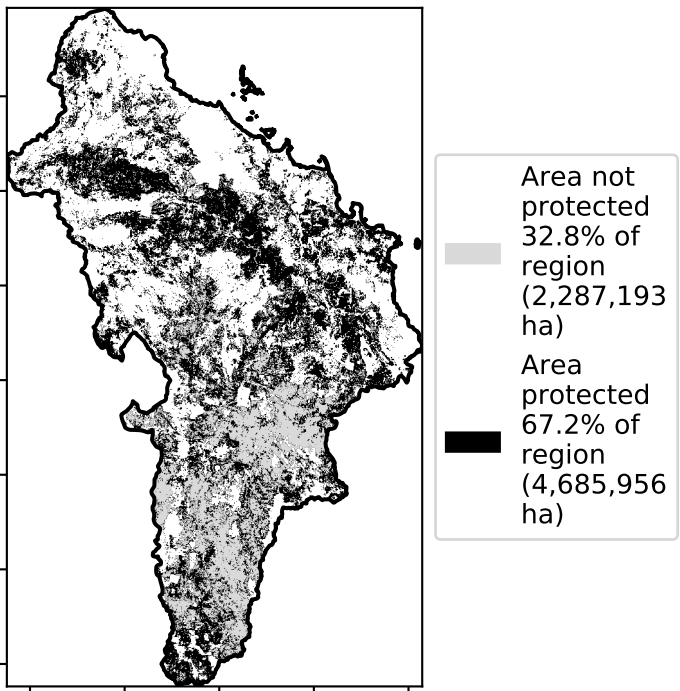 Area not
protected
32.8% of
region
(2,287,193
ha)
Area
protected
67.2% of
region
(4,685,956
ha)